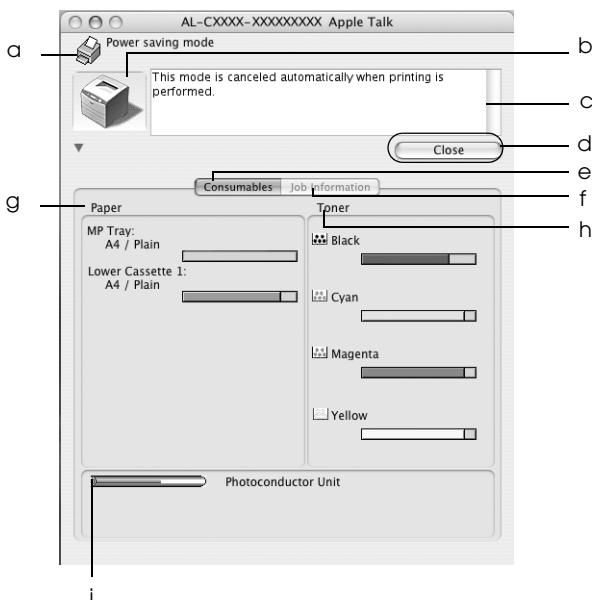 AL-CXXXX-XXXXXXXXX Apple Talk
a
Power saving mode
b
This mode is canceled automatically when printing is
performed.
c
Close
d
e
Consumables
Job Information
f
g
Paper
Toner
h
MP Tray:
A4 / Plain
Lower Cassette 1:
A4 / Plain
Black
Cyan
Magenta
Yellow
Photoconductor Unit
i